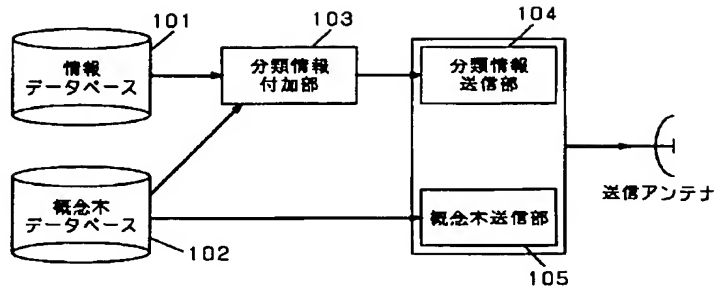 101
情報
データベース
103
分類情報
付加部
104
分類情報
送信部
送信アンテナ
概念木
データベース
102
概念木送信部
105